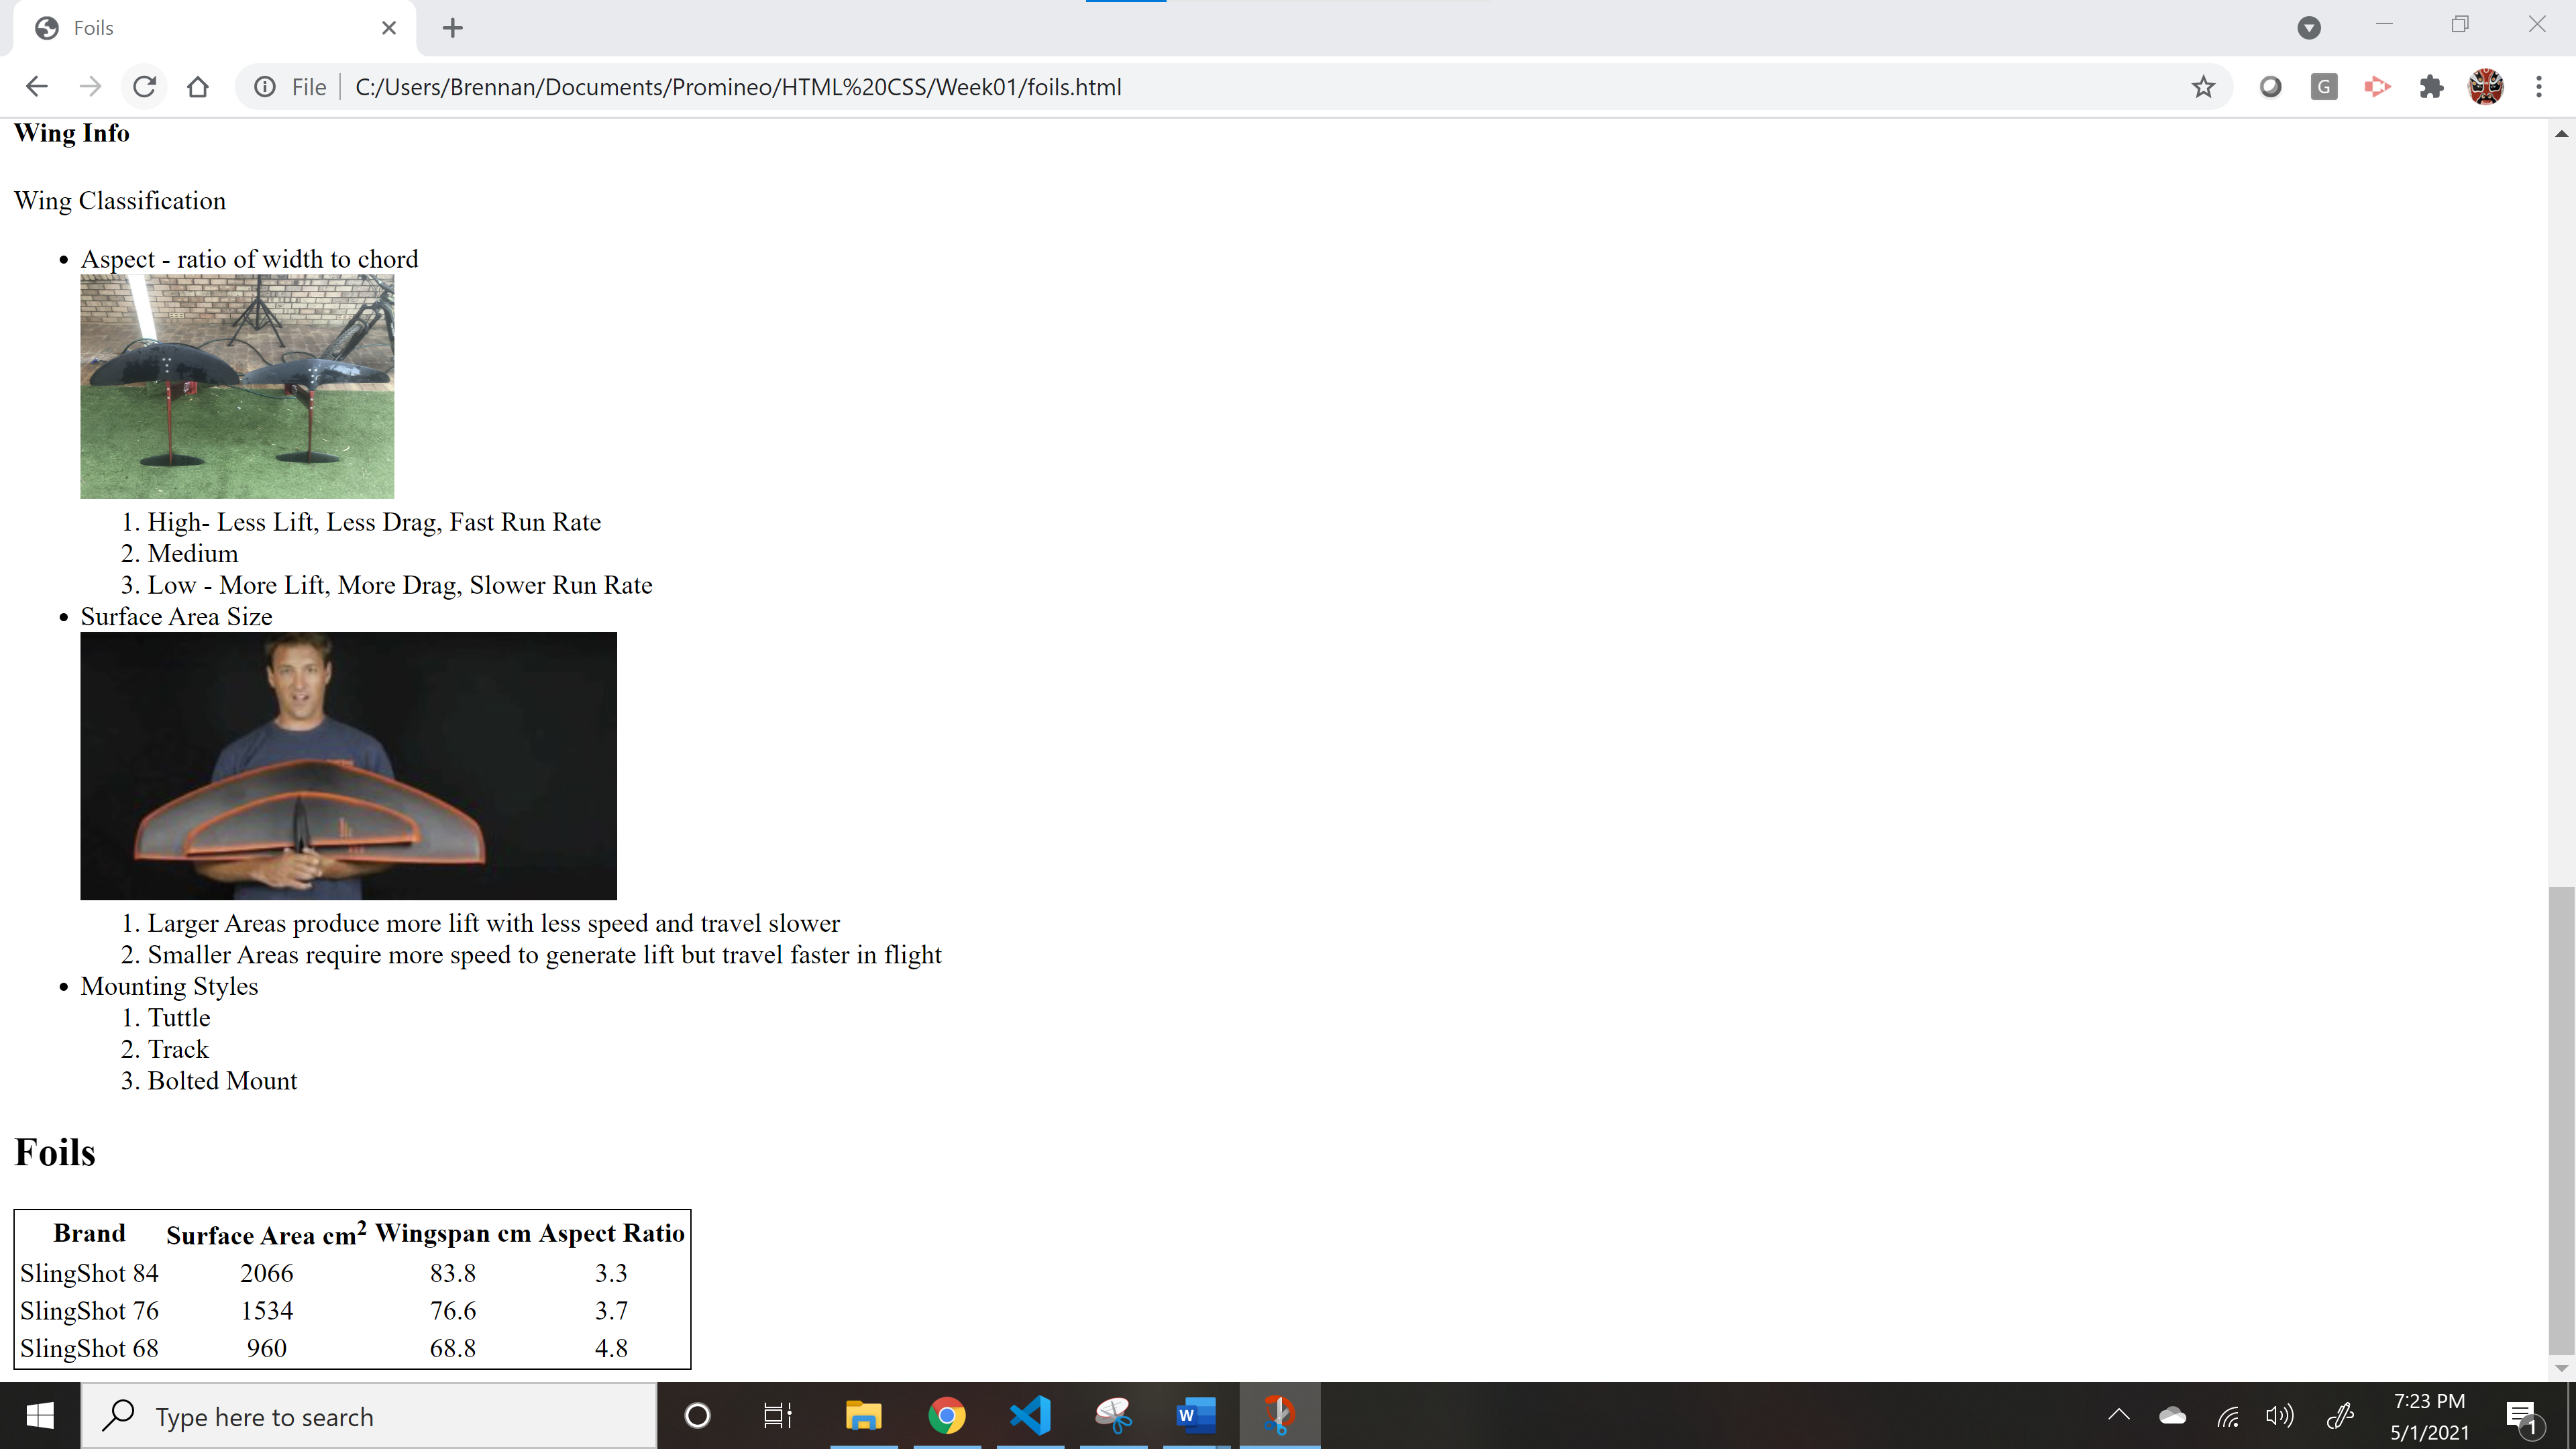 Foils
File
C:/Users/Brennan/Documents/Promineo/HTML%20CSS/Week01/foils.html
G
Wing Info
Wing Classification
Aspect - ratio of width to chord
1. High- Less Lift, Less Drag, Fast Run Rate
2. Medium
3. Low - More Lift, More Drag, Slower Run Rate
Surface Area Size
1. Larger Areas produce more lift with less speed and travel slower
2. Smaller Areas require more speed to generate lift but travel faster in flight
Mounting Styles
1. Tuttle
2. Track
3. Bolted Mount
Foils
Brand Surface Area cm² Wingspan cm Aspect Ratio
SlingShot 84 2066 83.8 3.3
SlingShot 76 1534 76.6 3.7
SlingShot 68 960 68.8 4.8
Type here to search
W
7:23 PM
5/1/2021
1